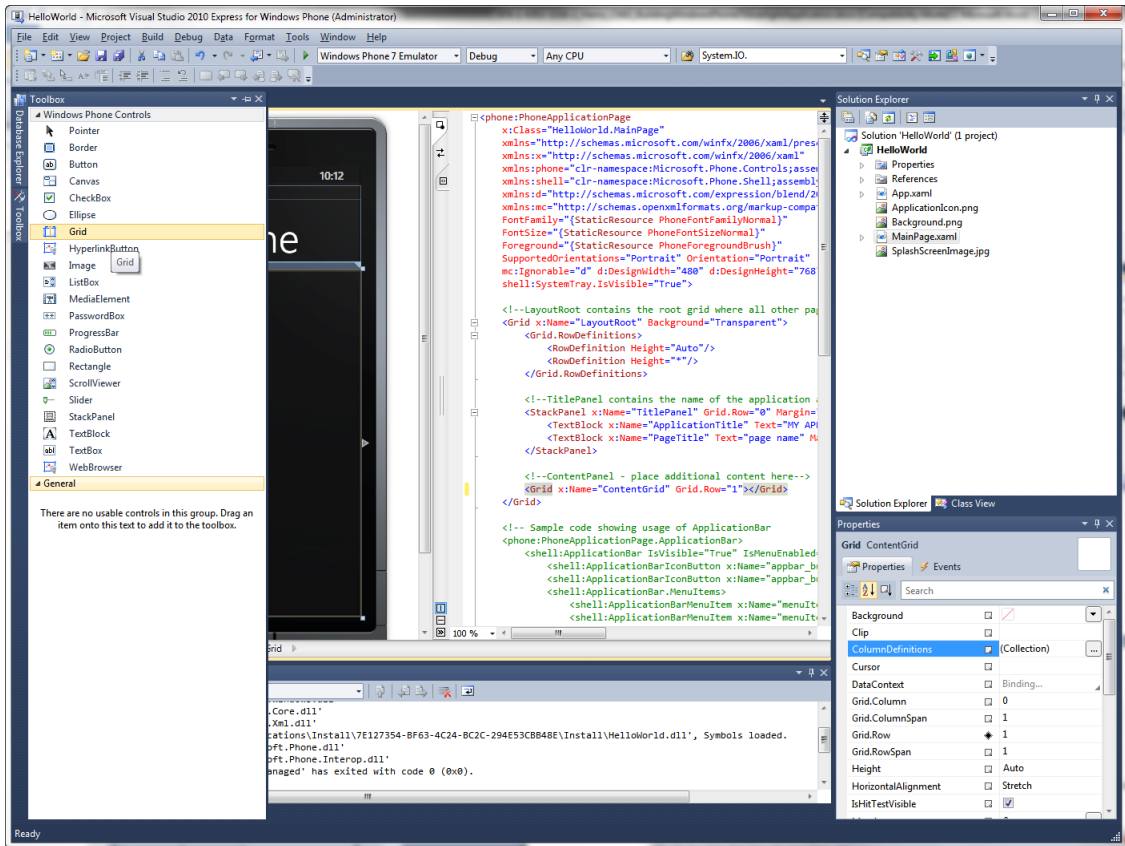 HelloWorld - Microsoft Visual Studio 2010 Express for Windows Phone (Administrator)
File Edit View Project Build Debug Data Format Tools Window Help
Windows Phone 7 Emulator Debug Any CPU System.IO.
Database Explorer
Toolbox
Toolbox
Windows Phone Controls
Pointer
Border
Button
Canvas
CheckBox
Ellipse
Grid
HyperlinkButton
Grid
Image
ListBox
MediaElement
PasswordBox
ProgressBar
RadioButton
Rectangle
ScrollViewer
Slider
StackPanel
TextBlock
TextBox
WebBrowser
General
There are no usable controls in this group. Drag an
item onto this text to add it to the toolbox.
10:12
ne
<phone:PhoneApplicationPage
x:Class="HelloWorld.MainPage"
xmlns="http://schemas.microsoft.com/winfx/2006/xaml/pres
xmlns:x="http://schemas.microsoft.com/winfx/2006/xaml"
xmlns:phone="clr-namespace:Microsoft.Phone.Controls;assem
xmlns:shell="clr-namespace:Microsoft.Phone.Shell;assembly
xmlns:d="http://schemas.microsoft.com/expression/blend/20
xmlns:mc="http://schemas.openxmlformats.org/markup-compat
FontFamily="{StaticResource PhoneFontFamilyNormal}"
FontSize="{StaticResource PhoneFontSizeNormal}"
Foreground="{StaticResource PhoneForegroundBrush}"
SupportedOrientations="Portrait" Orientation="Portrait"
mc:Ignorable="d" d:DesignWidth="480" d:DesignHeight="768"
shell:SystemTray.IsVisible="True">
<!--LayoutRoot contains the root grid where all other pag
<Grid x:Name="LayoutRoot" Background="Transparent">
<Grid.RowDefinitions>
<RowDefinition Height="Auto"/>
<RowDefinition Height="*"/>
</Grid.RowDefinitions>
<!--TitlePanel contains the name of the application a
<StackPanel x:Name="TitlePanel" Grid.Row="0" Margin="
<TextBlock x:Name="ApplicationTitle" Text="MY APP
<TextBlock x:Name="PageTitle" Text="page name" Ma
</StackPanel>
<!--ContentPanel - place additional content here-->
<Grid x:Name="ContentGrid" Grid.Row="1"></Grid>
</Grid>
<!-- Sample code showing usage of ApplicationBar
<phone:PhoneApplicationPage.ApplicationBar>
<shell:ApplicationBar IsVisible="True" IsMenuEnabled=
<shell:ApplicationBarIconButton x:Name="appbar_bu
<shell:ApplicationBarIconButton x:Name="appbar_bu
<shell:ApplicationBar.MenuItems>
<shell:ApplicationBarMenuItem x:Name="menuIte
<shell:ApplicationBarMenuItem x:Name="menuIte
100 %
Grid
.Core.dll'
.Xml.dll'
cations\Install\7E127354-BF63-4C24-BC2C-294E53CBB48E\Install\HelloWorld.dll', Symbols loaded.
oft.Phone.dll'
oft.Phone.Interop.dll'
anaged' has exited with code 0 (0x0).
Solution Explorer
Solution 'HelloWorld' (1 project)
HelloWorld
Properties
References
App.xaml
ApplicationIcon.png
Background.png
MainPage.xaml
SplashScreenImage.jpg
Solution Explorer Class View
Properties
Grid ContentGrid
Properties Events
Search
Background
Clip
ColumnDefinitions (Collection) ...
Cursor
DataContext Binding...
Grid.Column 0
Grid.ColumnSpan 1
Grid.Row 1
Grid.RowSpan 1
Height Auto
HorizontalAlignment Stretch
IsHitTestVisible
Ready